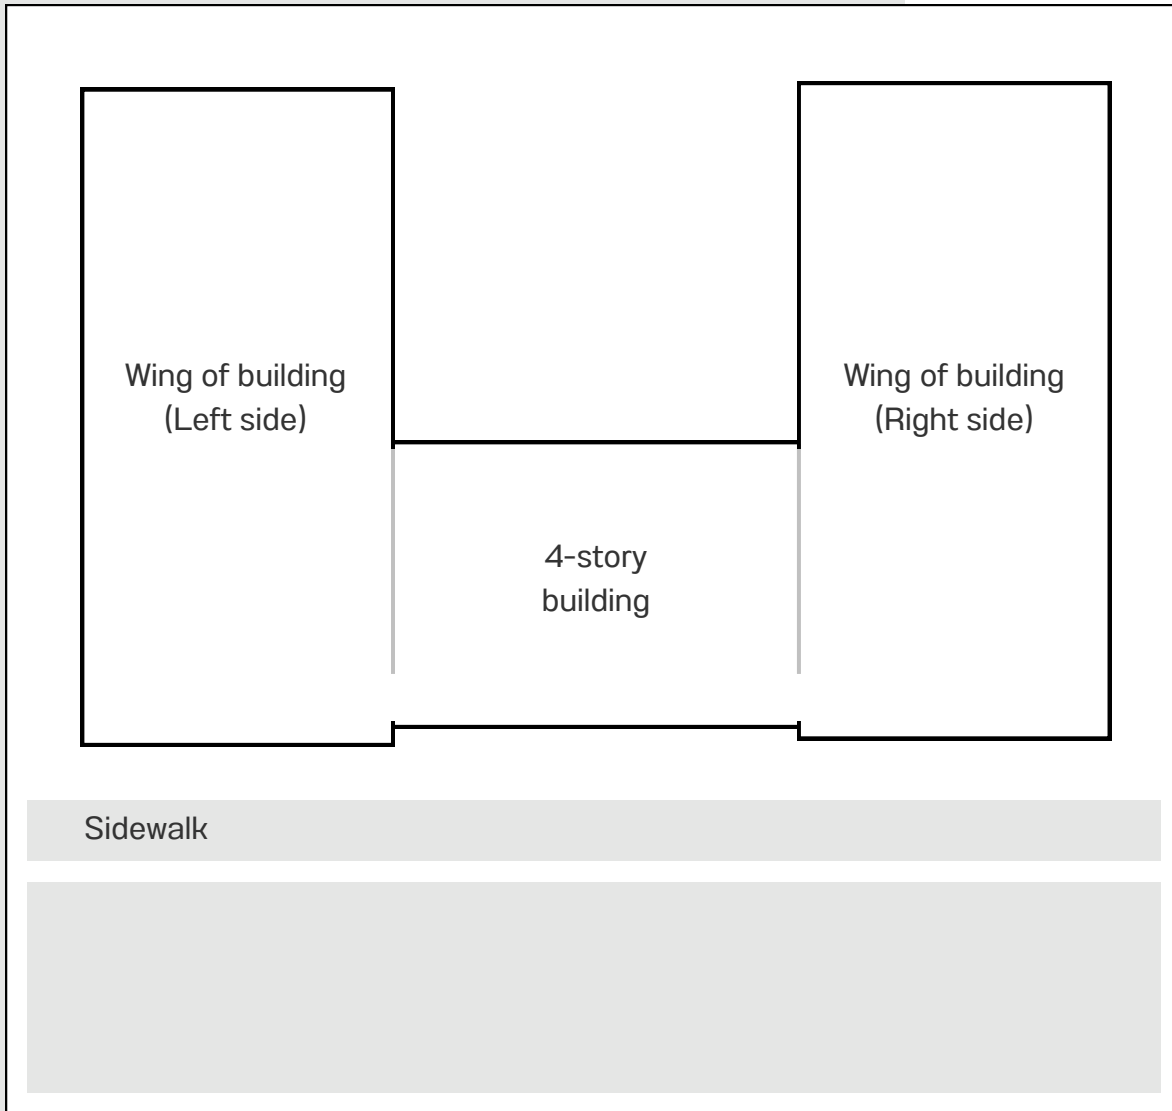 Wing of building
(Left side)
Wing of building
(Right side)
4-story
building
Sidewalk